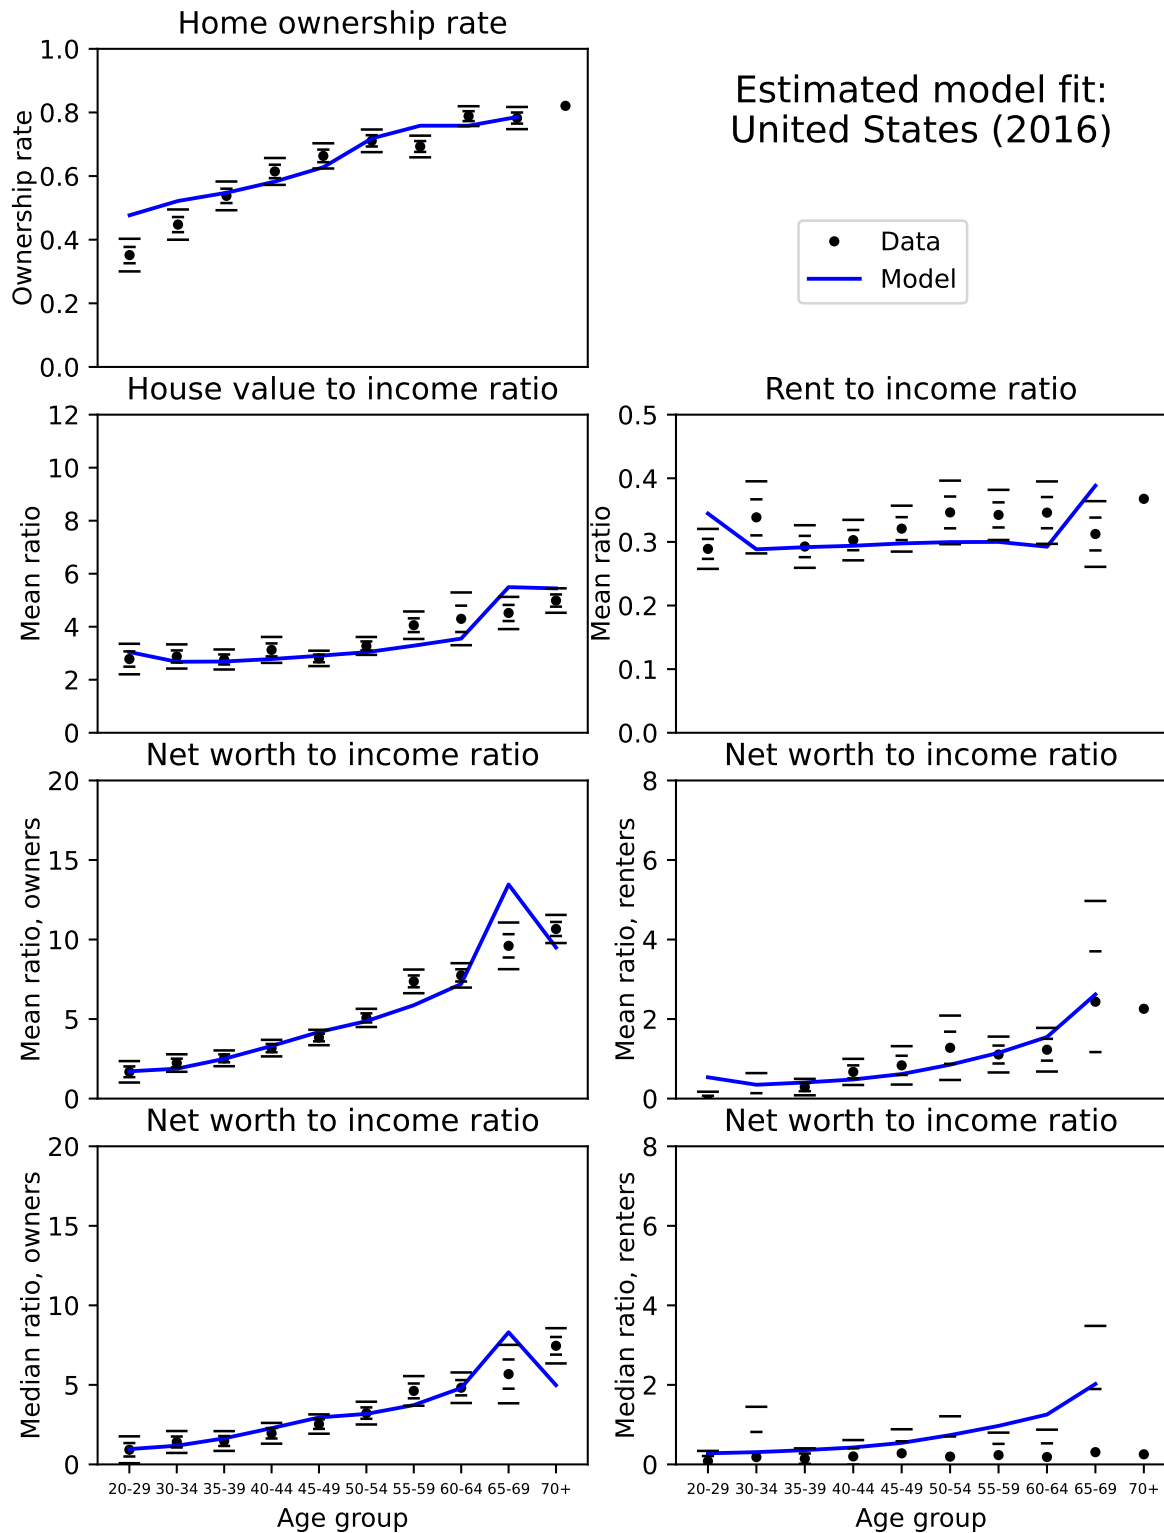 Home ownership rate
Ownership rate
1.0
0.8
0.6
0.4
0.2
0.0
Estimated model fit:
United States (2016)
Data
Model
House value to income ratio
Mean ratio
12
10
8
6
4
2
0
Rent to income ratio
Mean ratio
0.5
0.4
0.3
0.2
0.1
0.0
Net worth to income ratio
Mean ratio, owners
20
15
10
5
0
Net worth to income ratio
Mean ratio, renters
8
6
4
2
0
Net worth to income ratio
Median ratio, owners
20
15
10
5
0
20-29 30-34 35-39 40-44 45-49 50-54 55-59 60-64 65-69 70+
Age group
Net worth to income ratio
Median ratio, renters
8
6
4
2
0
20-29 30-34 35-39 40-44 45-49 50-54 55-59 60-64 65-69 70+
Age group